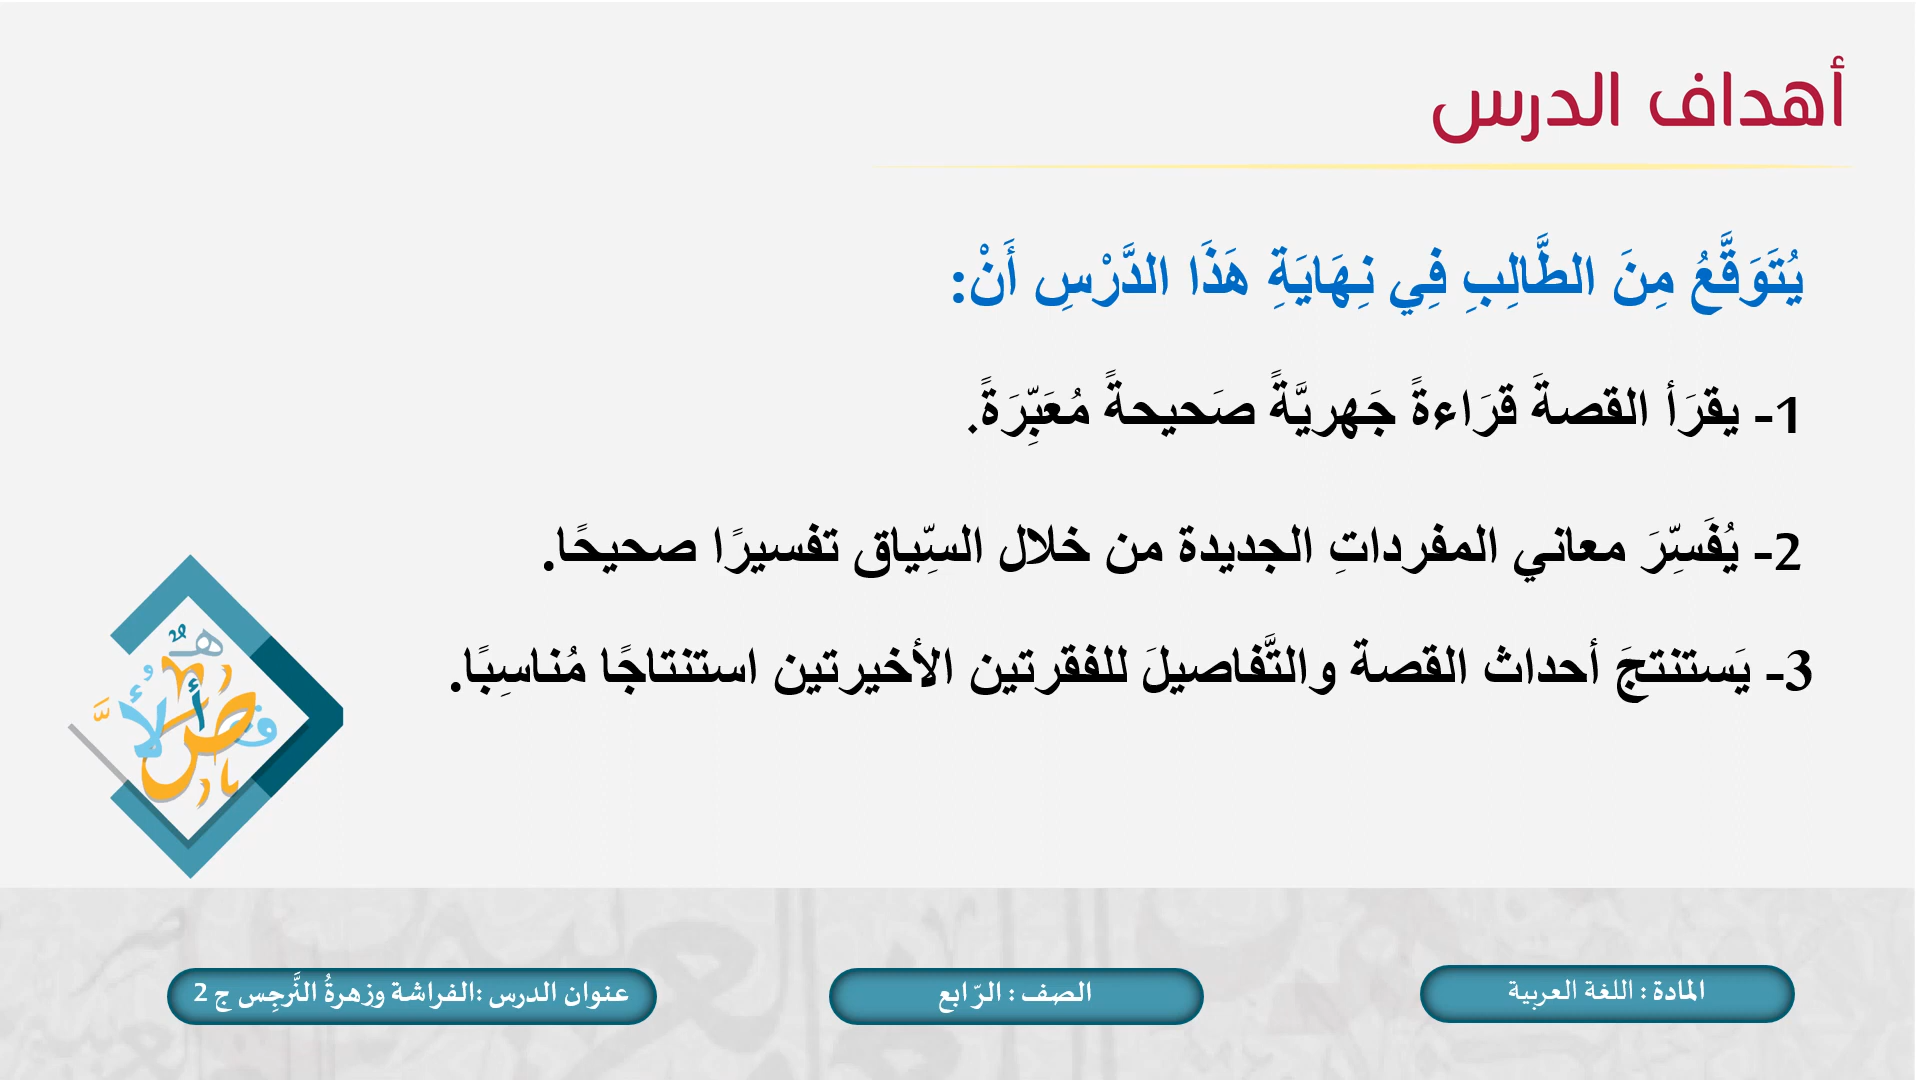 أهداف الدرس
يُتَوَقَّعُ مِنَ الطَّالِبِ فِي نِهَايَةِ هَذَا الدَّرْسِ أَنْ:
1- يقرَأ القصةَ قرَاءةً جَهريَّةً صَحيحةً مُعَبِّرَةً.
2- يُفَسِّرَ معاني المفرداتِ الجديدة من خلال السِّياق تفسيرًا صحيحًا.
3- يَستنتجَ أحداث القصة والتَّفاصيلَ للفقرتين الأخيرتين استنتاجًا مُناسِبًا.
المادة : اللغة العربية
الصف : الرّابع
عنوان الدرس :الفراشة وزهرةُ النَّرجِس ج 2